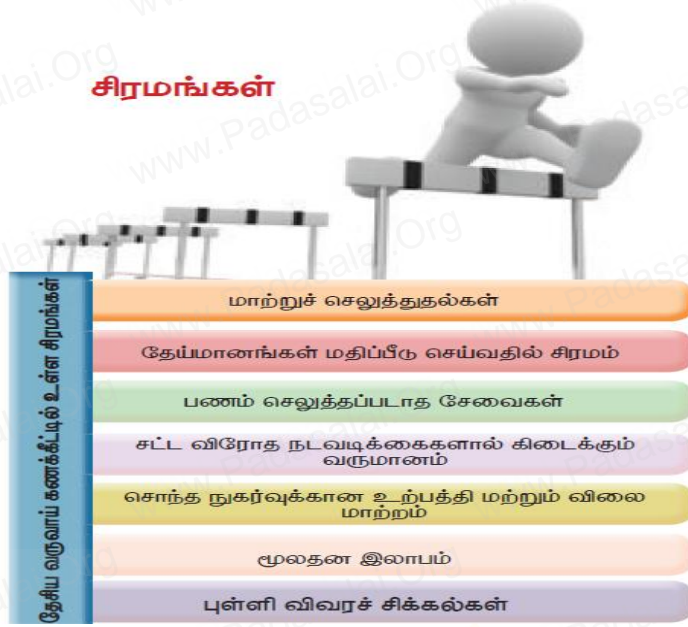 சிரமங்கள்
தேசிய வருவாய் கணக்கீட்டில் உள்ள சிரமங்கள்
மாற்றுச் செலுத்துதல்கள்
தேய்மானங்கள் மதிப்பீடு செய்வதில் சிரமம்
பணம் செலுத்தப்படாத சேவைகள்
சட்ட விரோத நடவடிக்கைகளால் கிடைக்கும்
வருமானம்
சொந்த நுகர்வுக்கான உற்பத்தி மற்றும் விலை
மாற்றம்
மூலதன இலாபம்
புள்ளி விவரச் சிக்கல்கள்
www.Padasalai.Org